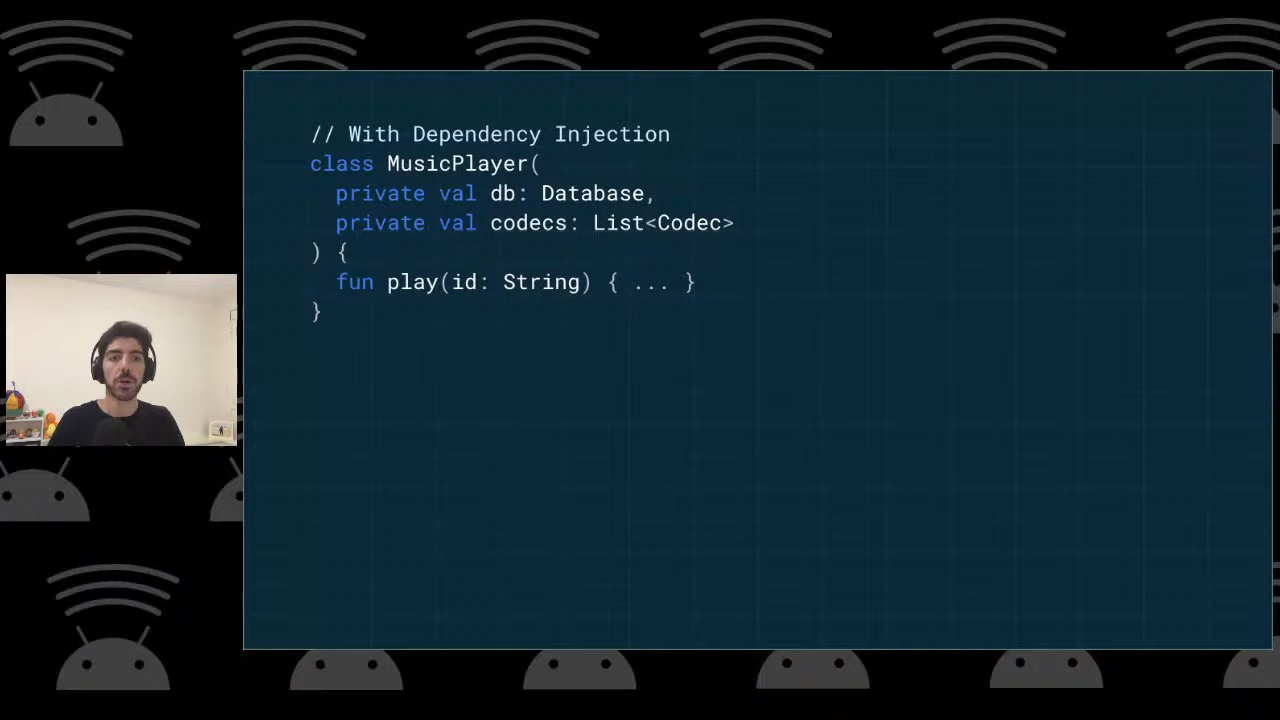 // With Dependency Injection
class MusicPlayer(
  private val db: Database,
  private val codecs: List<Codec>
) {
  fun play(id: String) { ... }
}